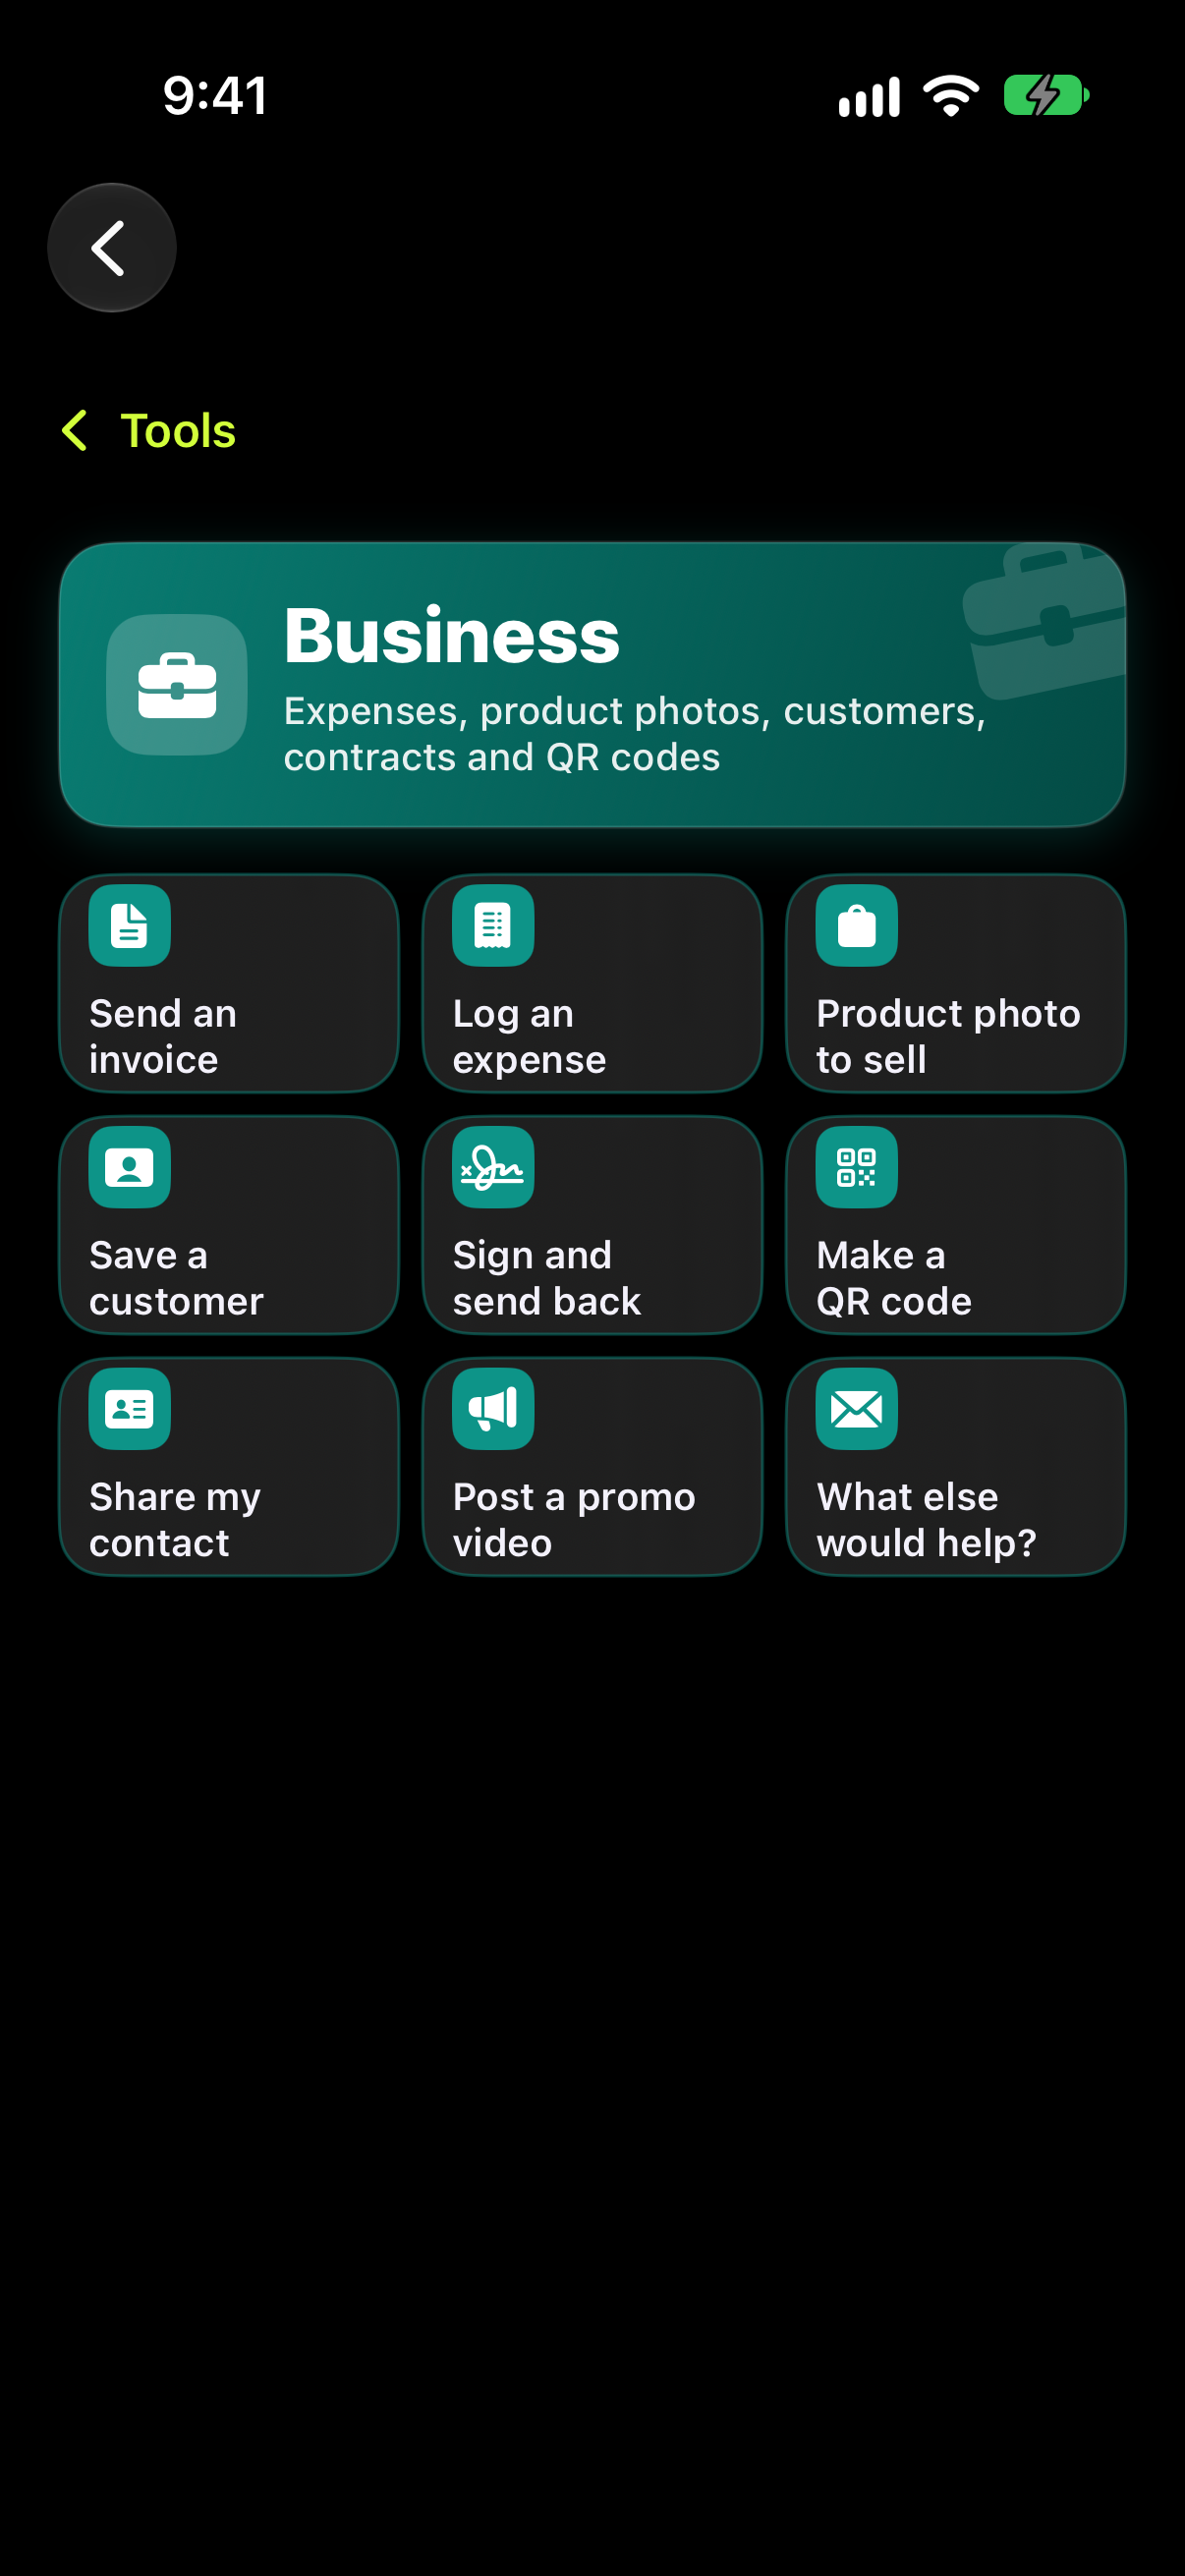 9:41
Tools
Business
Expenses, product photos, customers,
contracts and QR codes
Send an
invoice
Log an
expense
Product photo
to sell
Save a
customer
Sign and
send back
Make a
QR code
Share my
contact
Post a promo
video
What else
would help?